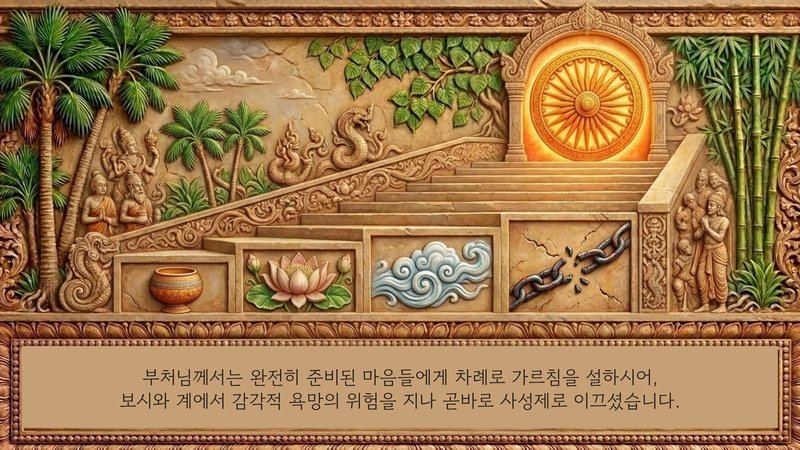 부처님께서는 완전히 준비된 마음들에게 차례로 가르침을 설하시어,
보시와 계에서 감각적 욕망의 위험을 지나 곧바로 사성제로 이끄셨습니다.